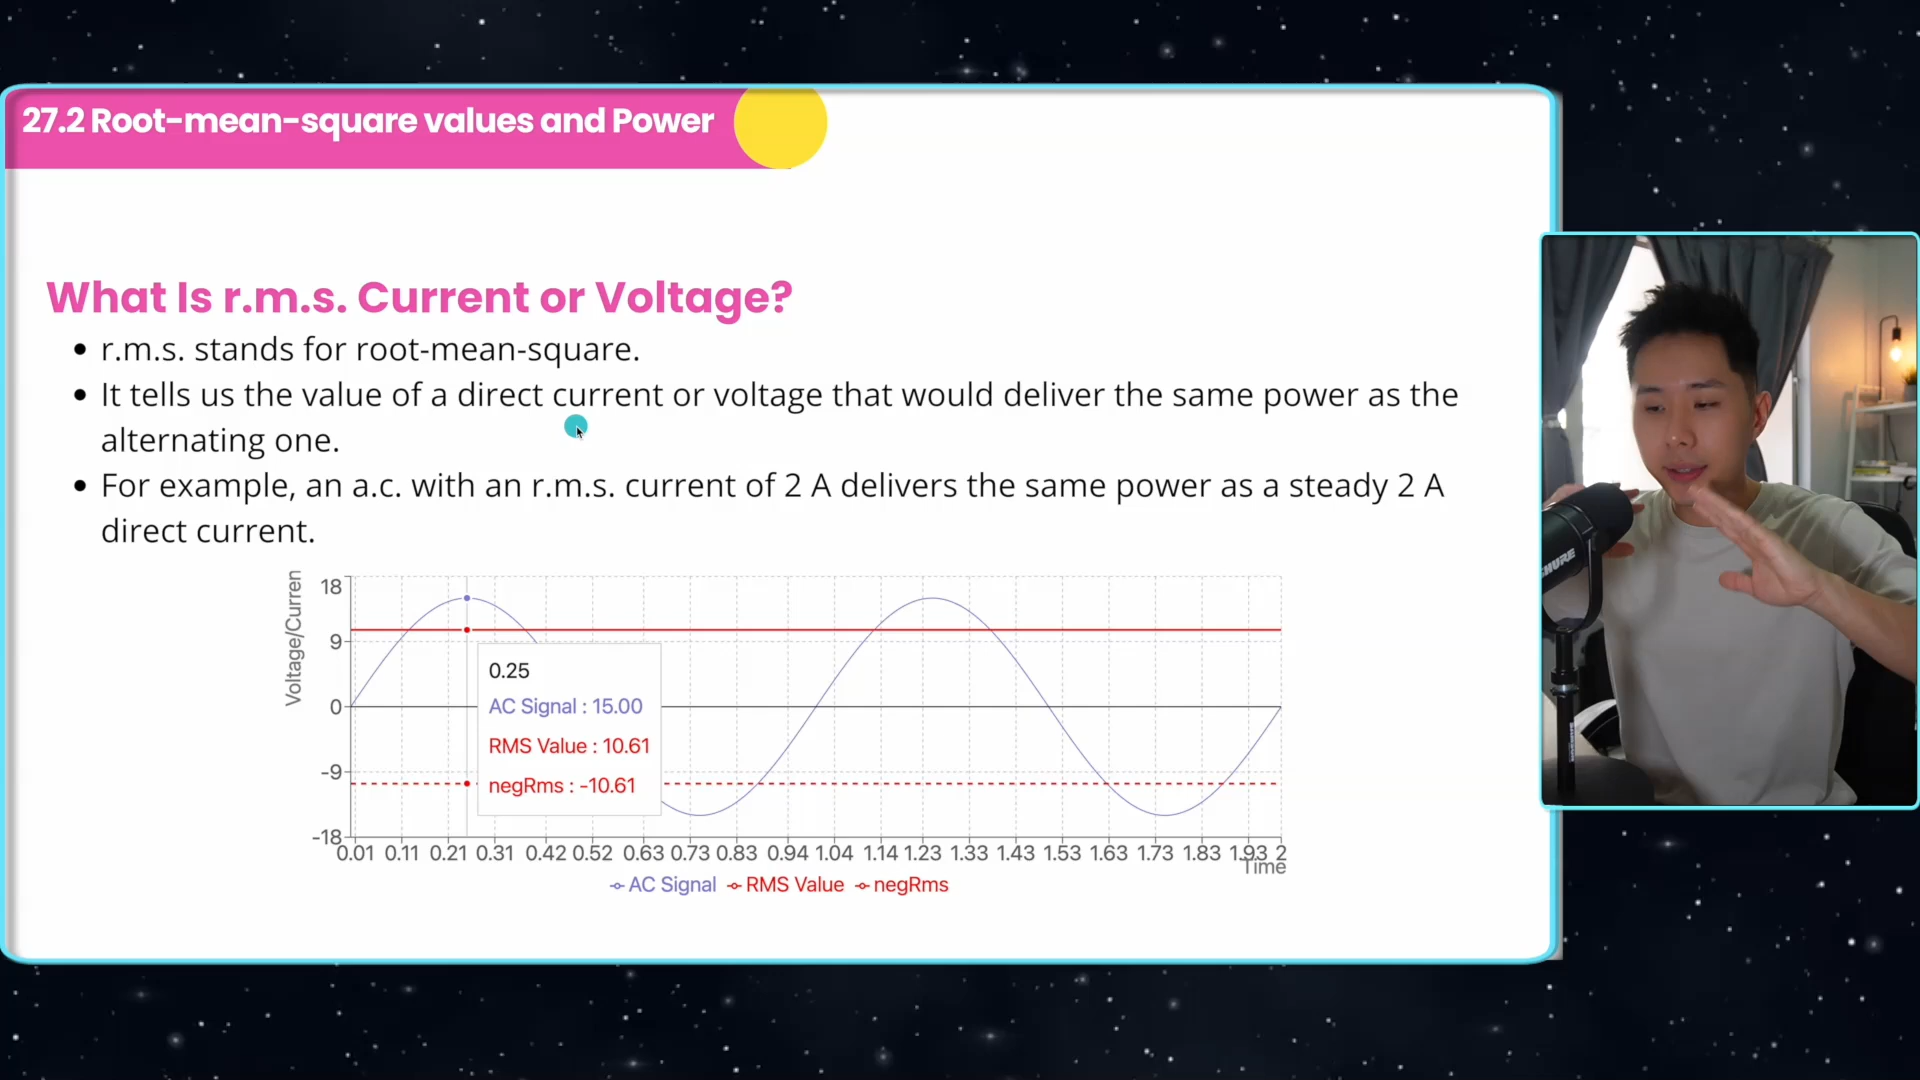 27.2 Root-mean-square values and Power
What Is r.m.s. Current or Voltage?
• r.m.s. stands for root-mean-square.
• It tells us the value of a direct current or voltage that would deliver the same power as the
alternating one.
• For example, an a.c. with an r.m.s. current of 2 A delivers the same power as a steady 2 A
direct current.
Voltage/Curren
18
9
0
-9
-18
0.25
AC Signal : 15.00
RMS Value : 10.61
negRms : -10.61
0.01 0.11 0.21 0.31 0.42 0.52 0.63 0.73 0.83 0.94 1.04 1.14 1.23 1.33 1.43 1.53 1.63 1.73 1.83 1.93 2
Time
AC Signal RMS Value negRms
SHURE